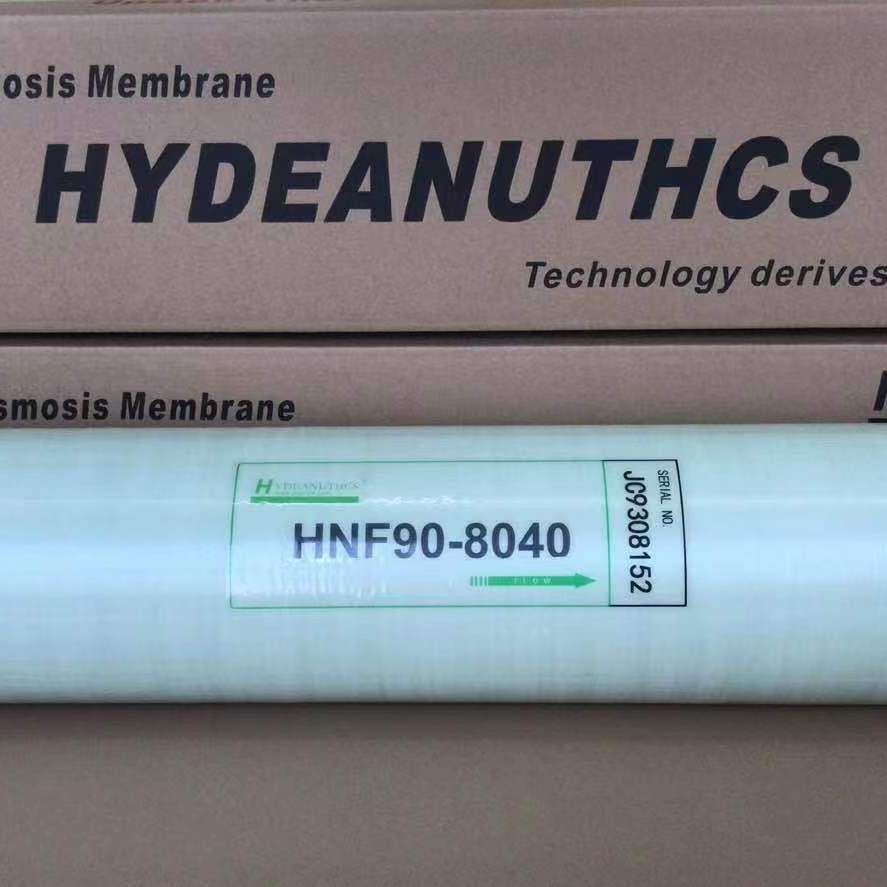 osis Membrane
HYDEANUTHCS
Technology derives
smosis Membrane
HYDEANUTHCS
HNF90-8040
FLOW
SERIAL NO.
JC9308152